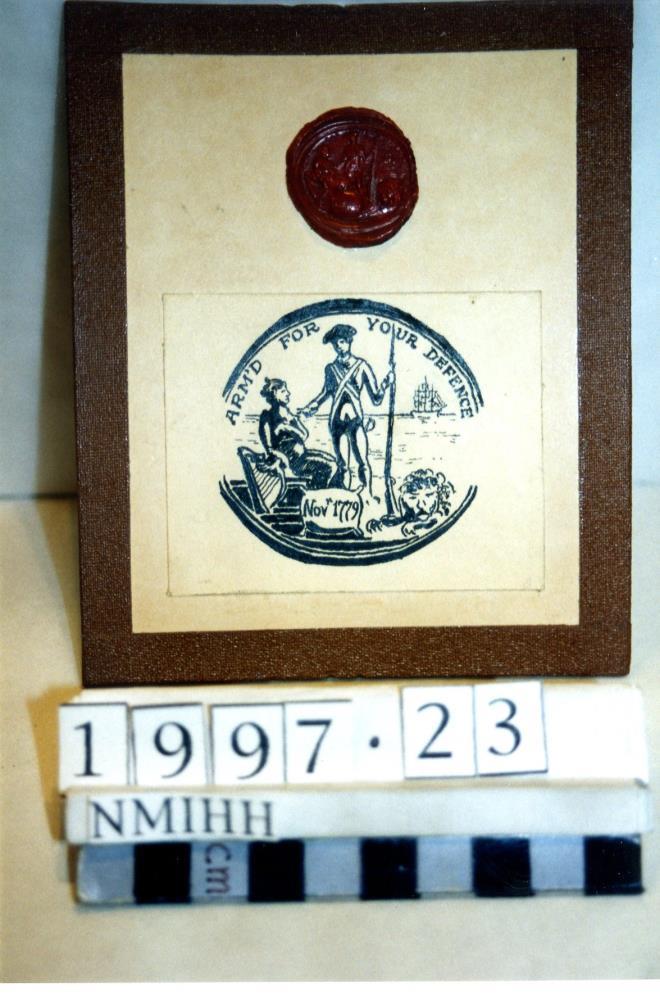 ARM'D FOR YOUR DEFENCE
Novr 1779
1997·23
NMIHH
cm